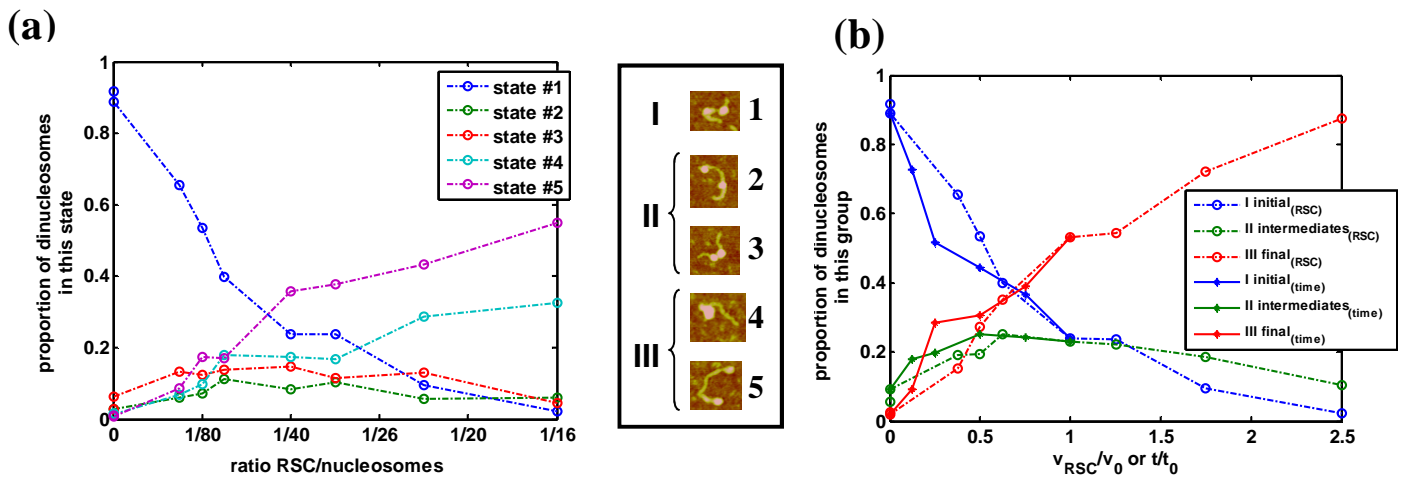 (a)
1
0.8
0.6
0.4
0.2
0
proportion of dinucleosomes
in this state
0 1/80 1/40 1/26 1/20 1/16
ratio RSC/nucleosomes
state #1
state #2
state #3
state #4
state #5
I 1
II 2
3
III 4
5
(b)
1
0.8
0.6
0.4
0.2
0
proportion of dinucleosomes
in this group
0 0.5 1 1.5 2 2.5
vRSC/v0 or t/t0
I initial(RSC)
II intermediates(RSC)
III final(RSC)
I initial(time)
II intermediates(time)
III final(time)